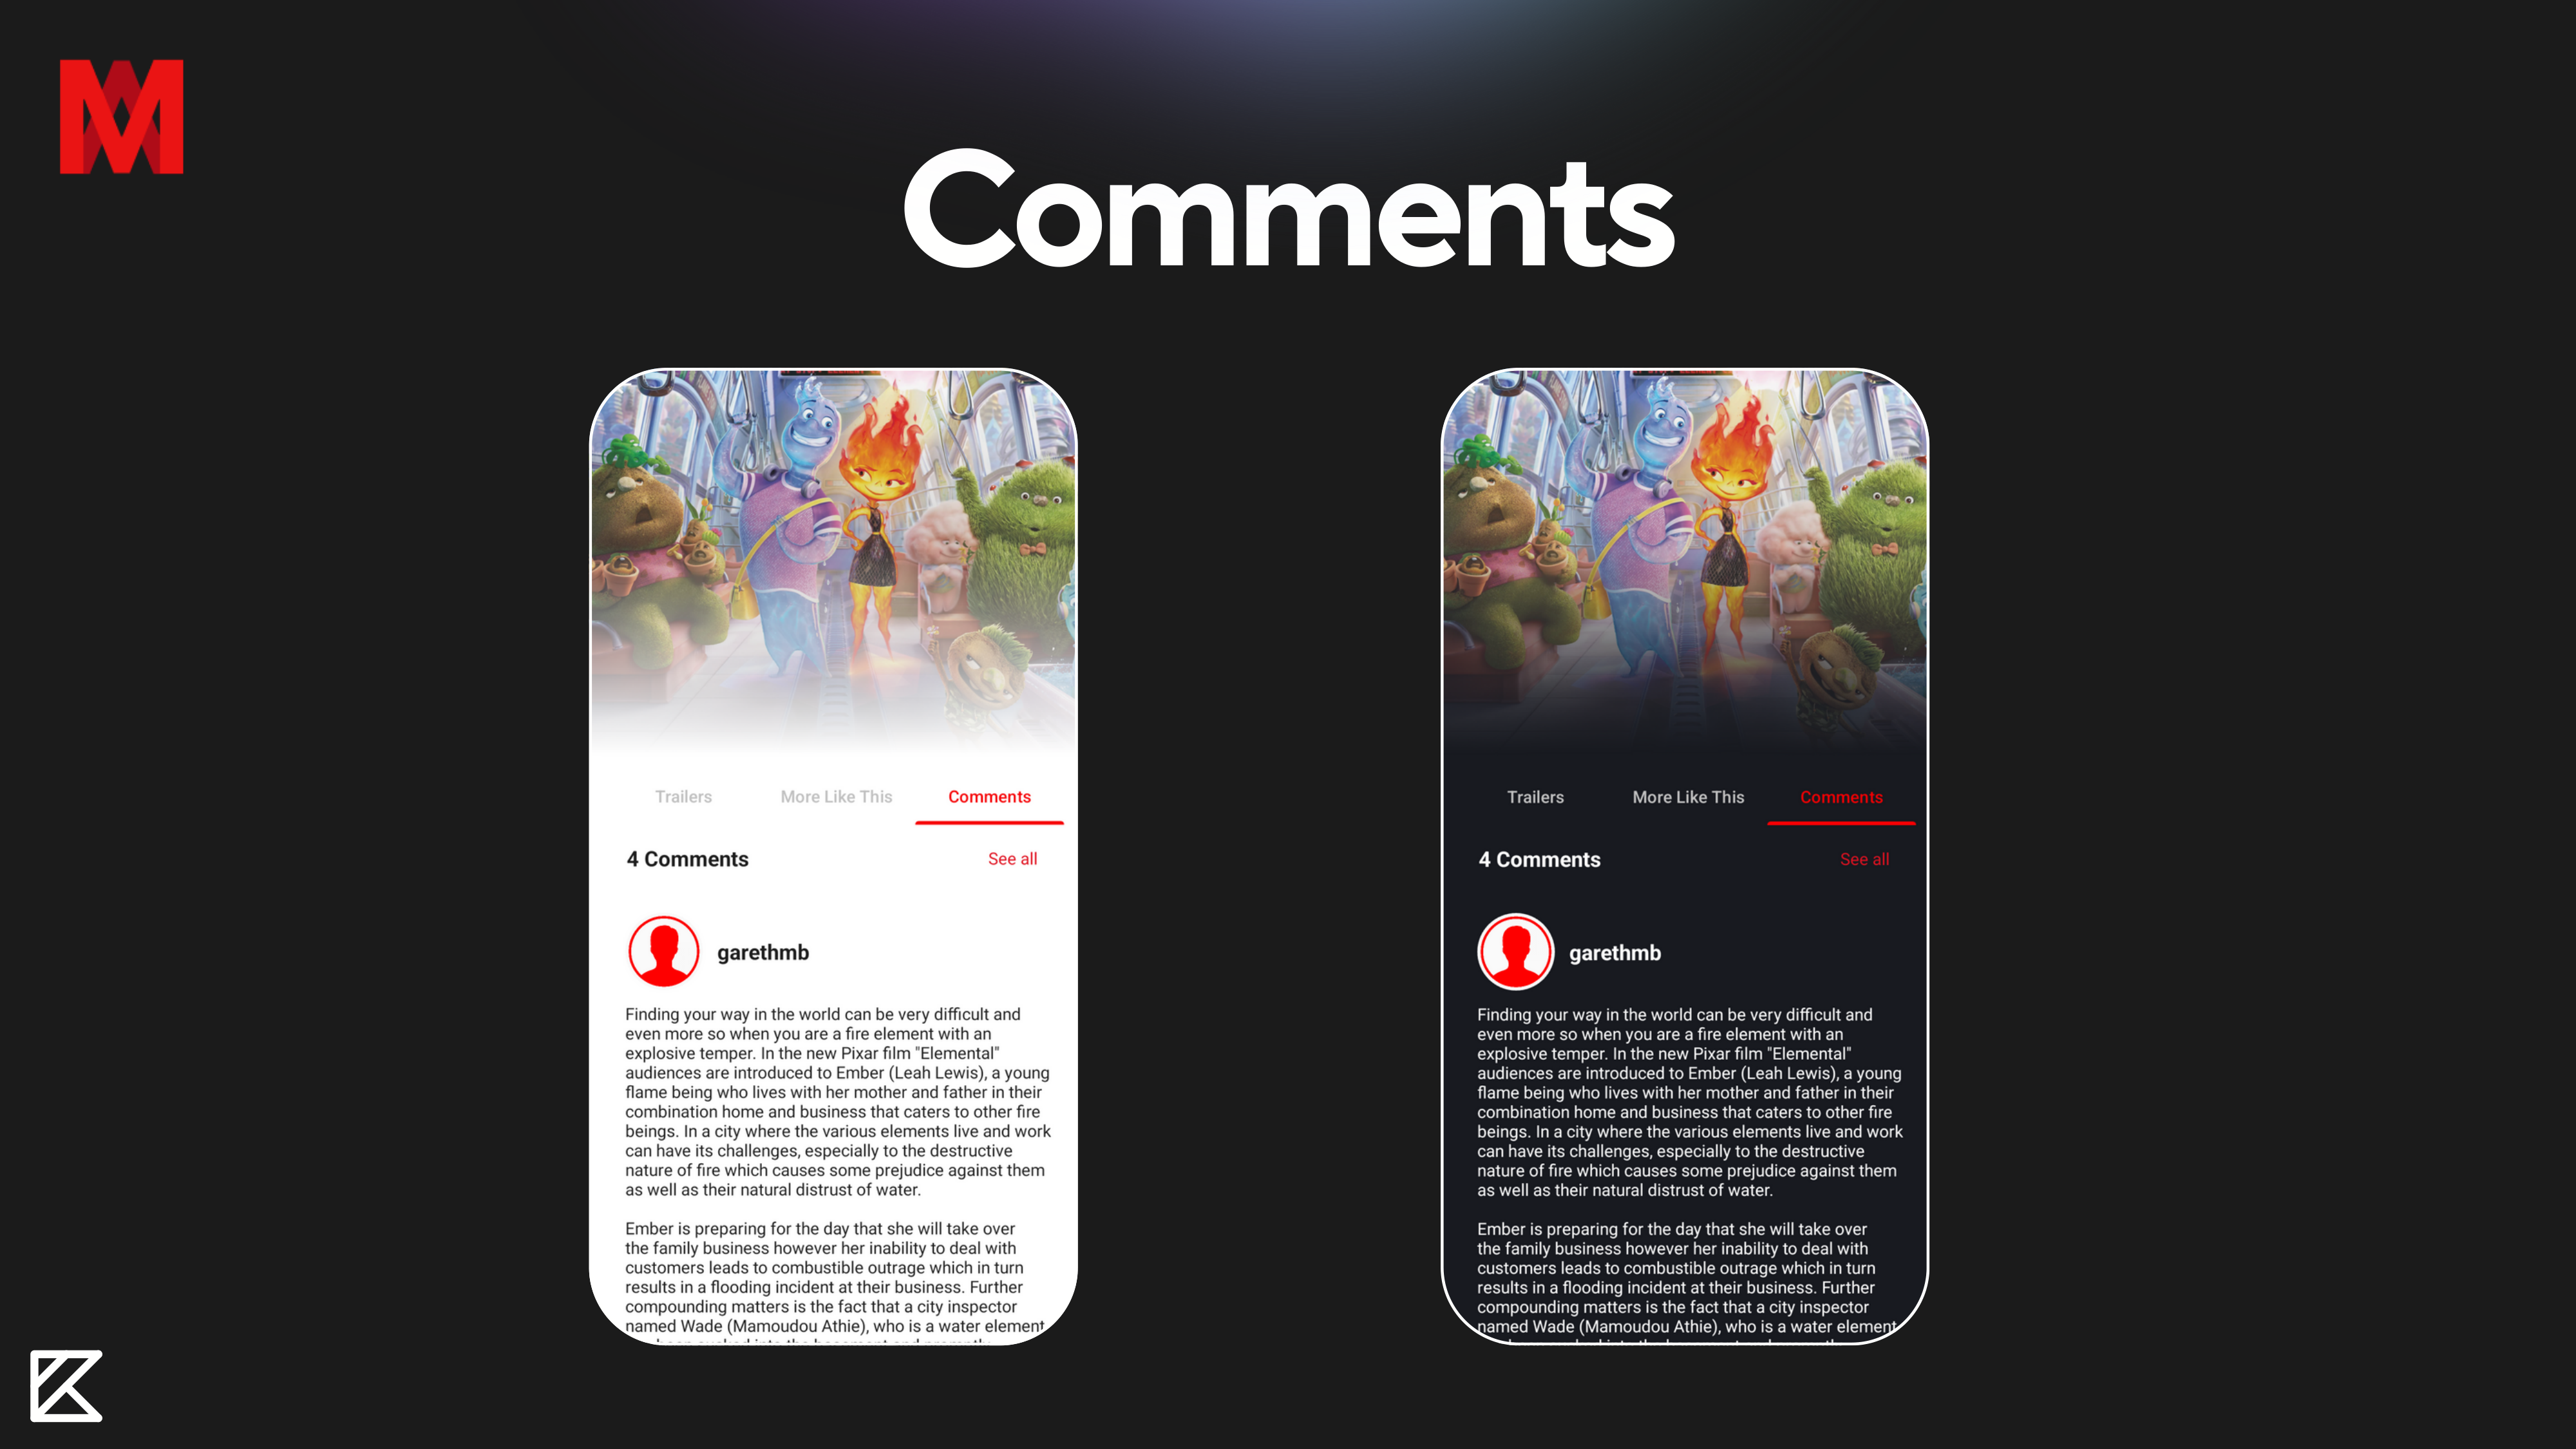 M
Comments
Trailers More Like This Comments
4 Comments See all
garethmb
Finding your way in the world can be very difficult and
even more so when you are a fire element with an
explosive temper. In the new Pixar film "Elemental"
audiences are introduced to Ember (Leah Lewis), a young
flame being who lives with her mother and father in their
combination home and business that caters to other fire
beings. In a city where the various elements live and work
can have its challenges, especially to the destructive
nature of fire which causes some prejudice against them
as well as their natural distrust of water.
Ember is preparing for the day that she will take over
the family business however her inability to deal with
customers leads to combustible outrage which in turn
results in a flooding incident at their business. Further
compounding matters is the fact that a city inspector
named Wade (Mamoudou Athie), who is a water element
Trailers More Like This Comments
4 Comments See all
garethmb
Finding your way in the world can be very difficult and
even more so when you are a fire element with an
explosive temper. In the new Pixar film "Elemental"
audiences are introduced to Ember (Leah Lewis), a young
flame being who lives with her mother and father in their
combination home and business that caters to other fire
beings. In a city where the various elements live and work
can have its challenges, especially to the destructive
nature of fire which causes some prejudice against them
as well as their natural distrust of water.
Ember is preparing for the day that she will take over
the family business however her inability to deal with
customers leads to combustible outrage which in turn
results in a flooding incident at their business. Further
compounding matters is the fact that a city inspector
named Wade (Mamoudou Athie), who is a water element